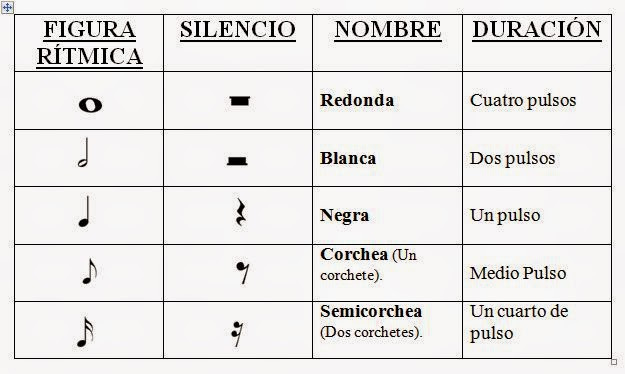 FIGURA RÍTMICA SILENCIO NOMBRE DURACIÓN
Redonda Cuatro pulsos
Blanca Dos pulsos
Negra Un pulso
Corchea (Un corchete). Medio Pulso
Semicorchea (Dos corchetes). Un cuarto de pulso